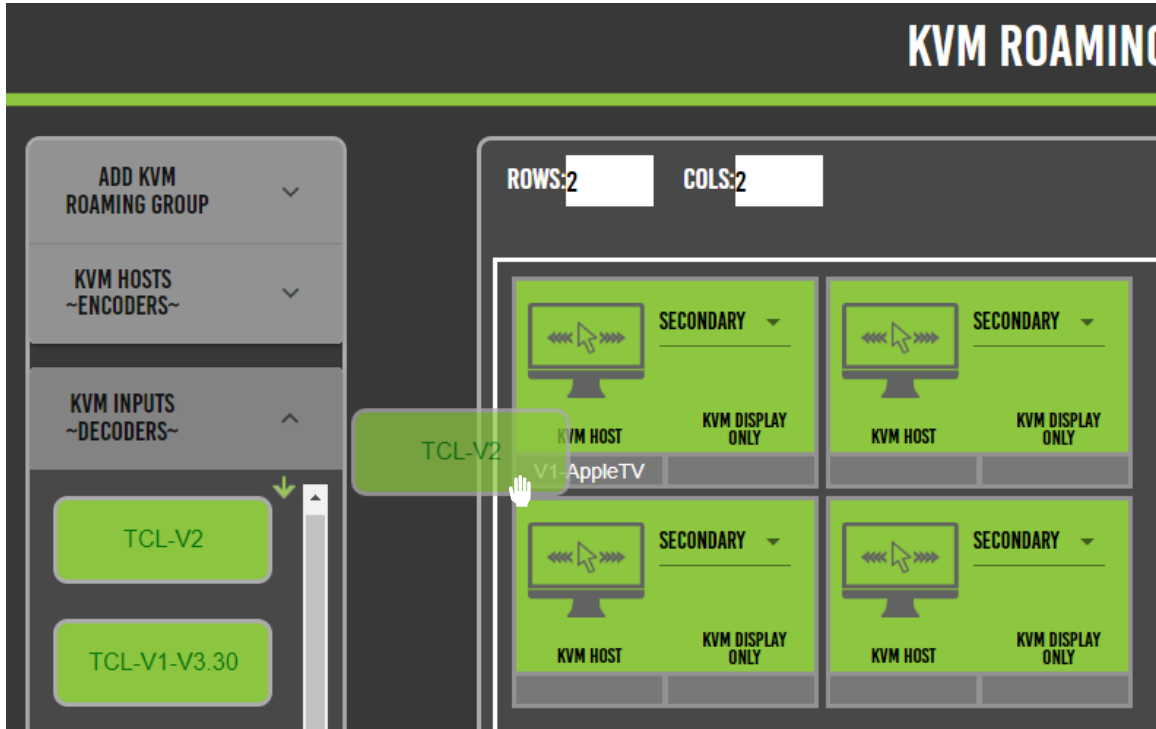 KVM ROAMING
ADD KVM
ROAMING GROUP
KVM HOSTS
~ENCODERS~
KVM INPUTS
~DECODERS~
TCL-V2
TCL-V1-V3.30
TCL-V2
ROWS:2
COLS:2
SECONDARY
KVM HOST
KVM DISPLAY
ONLY
V1-AppleTV
SECONDARY
KVM HOST
KVM DISPLAY
ONLY
SECONDARY
KVM HOST
KVM DISPLAY
ONLY
SECONDARY
KVM HOST
KVM DISPLAY
ONLY